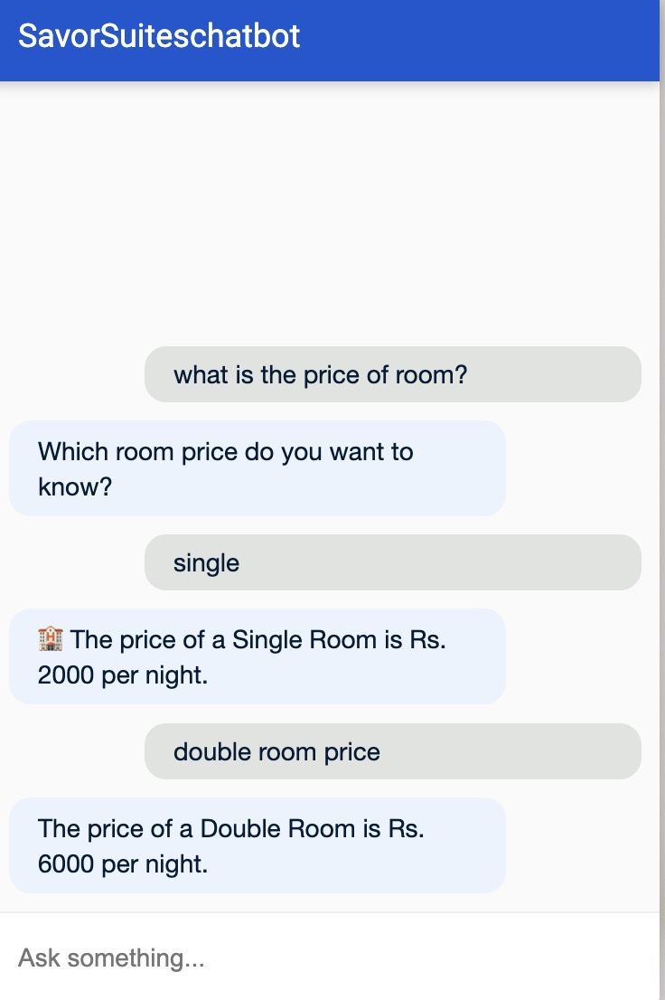 SavorSuiteschatbot
what is the price of room?
Which room price do you want to
know?
single
🏨 The price of a Single Room is Rs.
2000 per night.
double room price
The price of a Double Room is Rs.
6000 per night.
Ask something...